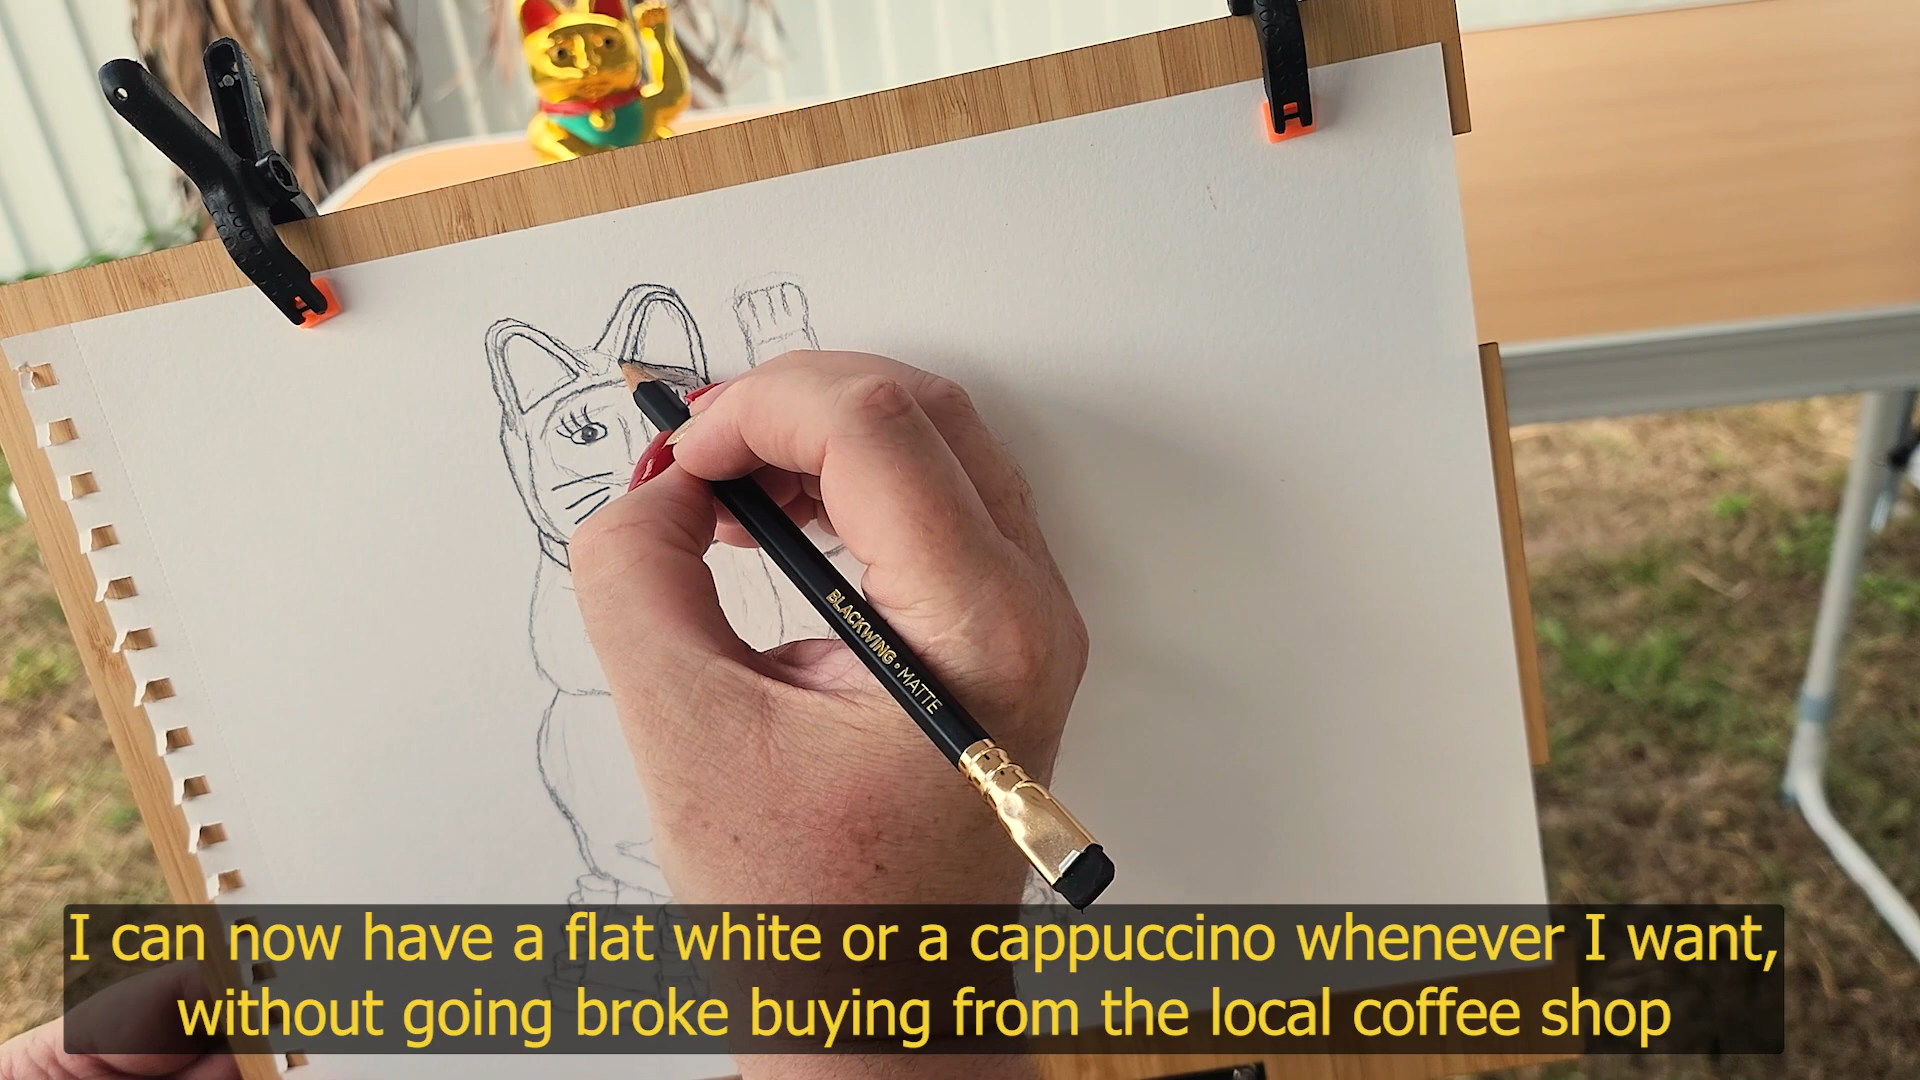 BLACKWING • MATTE
I can now have a flat white or a cappuccino whenever I want,
without going broke buying from the local coffee shop